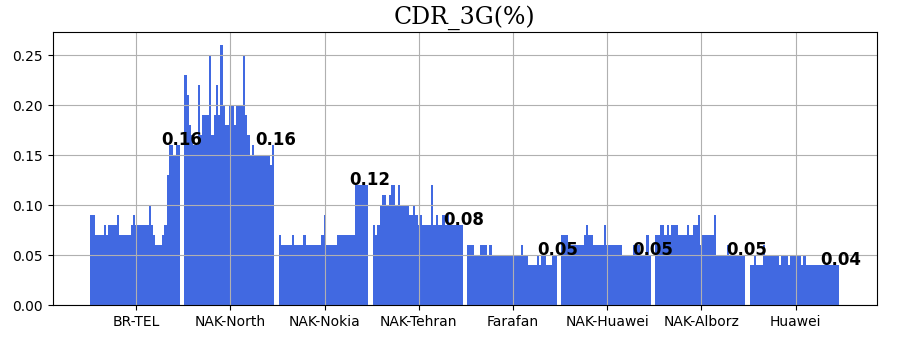 CDR_3G(%)
0.25
0.20
0.15
0.10
0.05
0.00
0.16
0.16
0.12
0.08
0.05
0.05
0.05
0.04
BR-TEL
NAK-North
NAK-Nokia
NAK-Tehran
Farafan
NAK-Huawei
NAK-Alborz
Huawei